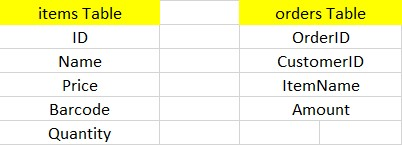 items Table orders Table
ID OrderID
Name CustomerID
Price ItemName
Barcode Amount
Quantity